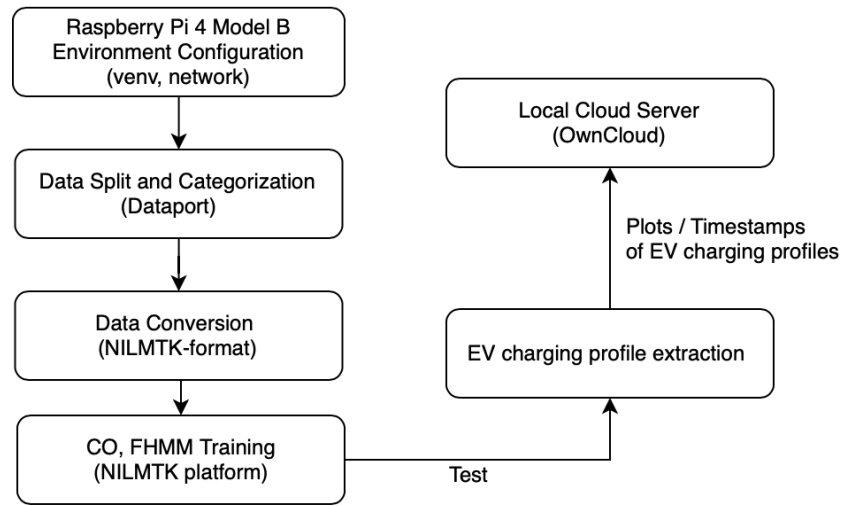 Raspberry Pi 4 Model B
Environment Configuration
(venv, network)
Data Split and Categorization
(Dataport)
Data Conversion
(NILMTK-format)
CO, FHMM Training
(NILMTK platform)
Test
EV charging profile extraction
Plots / Timestamps
of EV charging profiles
Local Cloud Server
(OwnCloud)